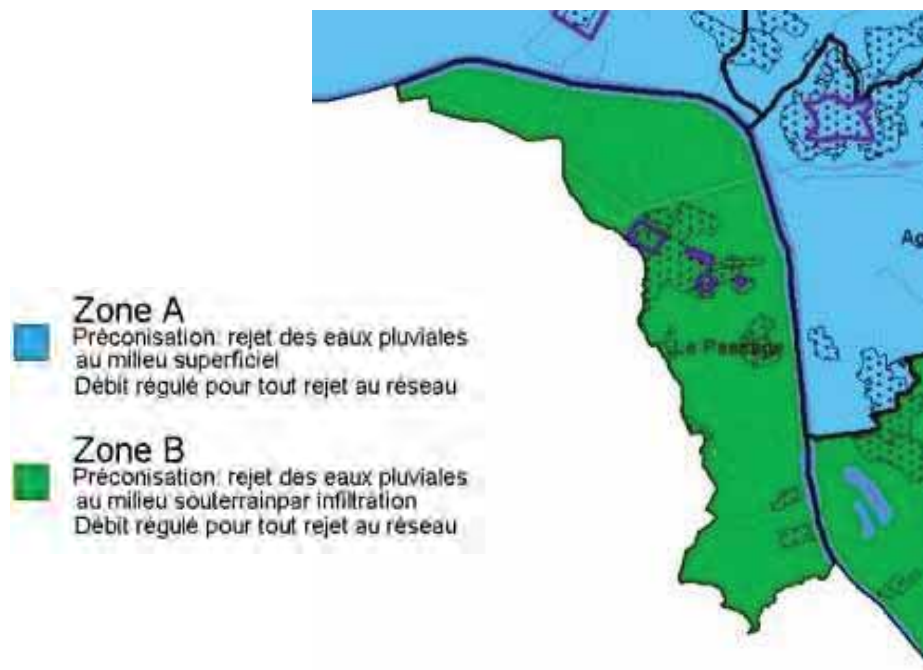 Zone A
Préconisation: rejet des eaux pluviales
au milieu superficiel
Débit régulé pour tout rejet au réseau
Zone B
Préconisation: rejet des eaux pluviales
au milieu souterrainpar infiltration
Débit régulé pour tout rejet au réseau
Le Passage
Ag